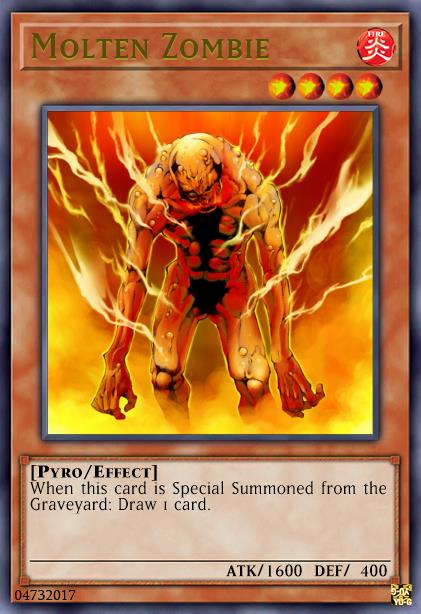 Molten Zombie
FIRE
炎
[Pyro/Effect]
When this card is Special Summoned from the
Graveyard: Draw 1 card.
ATK/1600 DEF/ 400
04732017